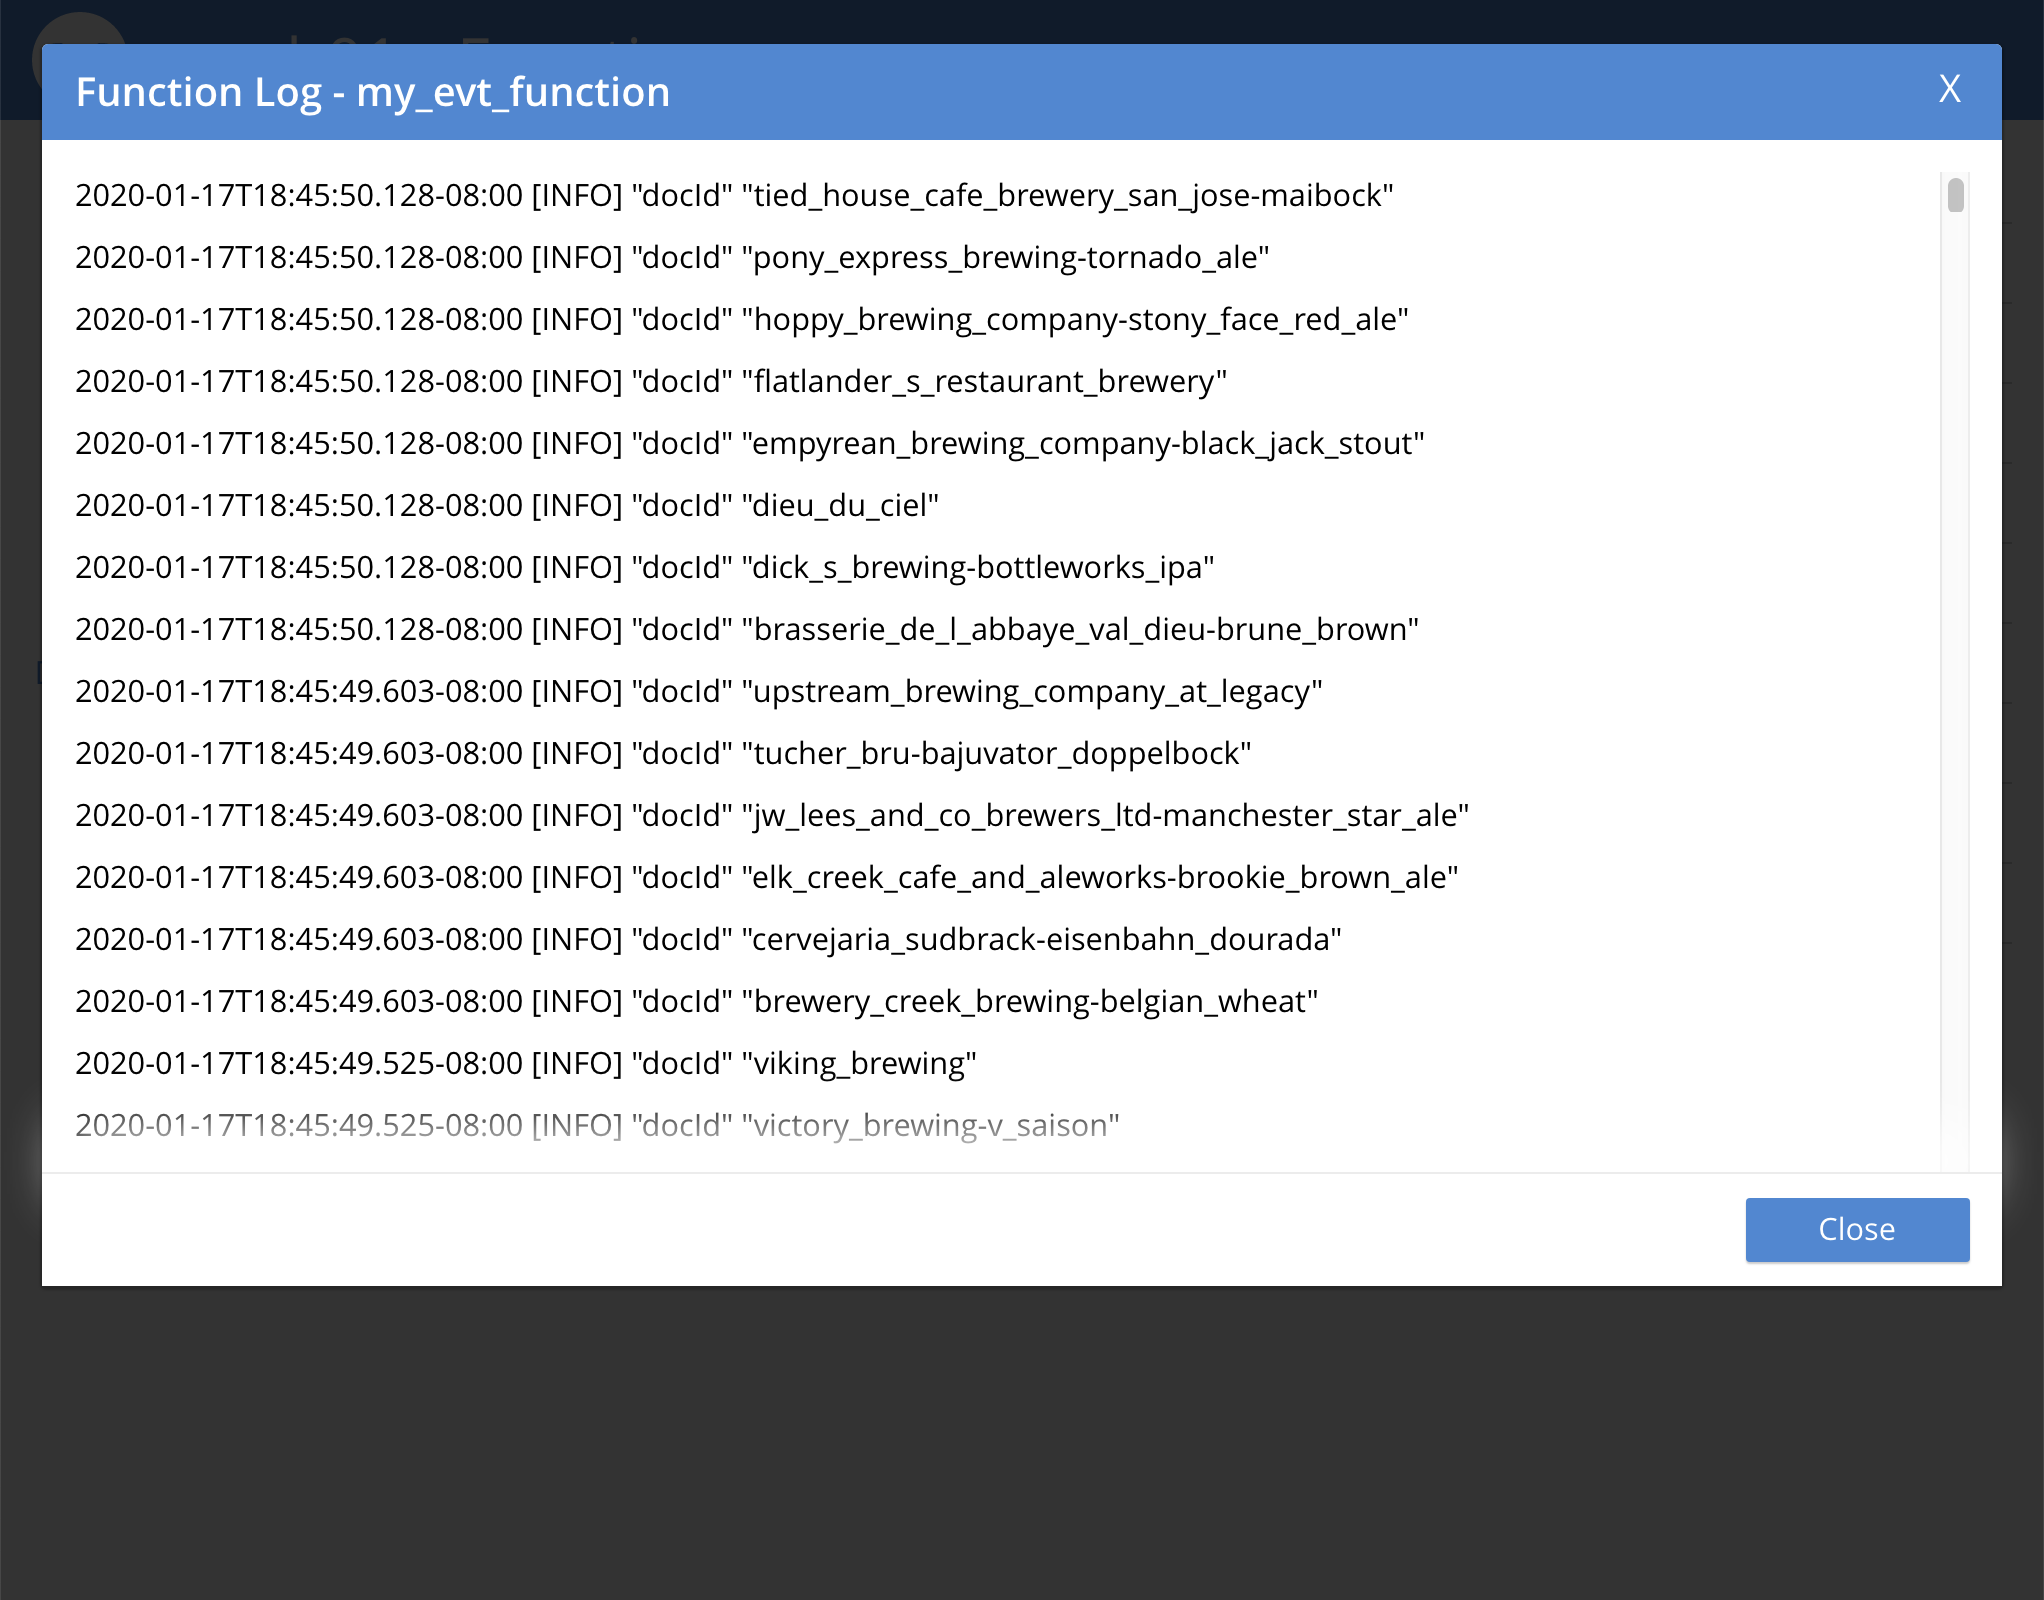 Function Log - my_evt_function X
2020-01-17T18:45:50.128-08:00 [INFO] "docId" "tied_house_cafe_brewery_san_jose-maibock"
2020-01-17T18:45:50.128-08:00 [INFO] "docId" "pony_express_brewing-tornado_ale"
2020-01-17T18:45:50.128-08:00 [INFO] "docId" "hoppy_brewing_company-stony_face_red_ale"
2020-01-17T18:45:50.128-08:00 [INFO] "docId" "flatlander_s_restaurant_brewery"
2020-01-17T18:45:50.128-08:00 [INFO] "docId" "empyrean_brewing_company-black_jack_stout"
2020-01-17T18:45:50.128-08:00 [INFO] "docId" "dieu_du_ciel"
2020-01-17T18:45:50.128-08:00 [INFO] "docId" "dick_s_brewing-bottleworks_ipa"
2020-01-17T18:45:50.128-08:00 [INFO] "docId" "brasserie_de_l_abbaye_val_dieu-brune_brown"
2020-01-17T18:45:49.603-08:00 [INFO] "docId" "upstream_brewing_company_at_legacy"
2020-01-17T18:45:49.603-08:00 [INFO] "docId" "tucher_bru-bajuvator_doppelbock"
2020-01-17T18:45:49.603-08:00 [INFO] "docId" "jw_lees_and_co_brewers_ltd-manchester_star_ale"
2020-01-17T18:45:49.603-08:00 [INFO] "docId" "elk_creek_cafe_and_aleworks-brookie_brown_ale"
2020-01-17T18:45:49.603-08:00 [INFO] "docId" "cervejaria_sudbrack-eisenbahn_dourada"
2020-01-17T18:45:49.603-08:00 [INFO] "docId" "brewery_creek_brewing-belgian_wheat"
2020-01-17T18:45:49.525-08:00 [INFO] "docId" "viking_brewing"
2020-01-17T18:45:49.525-08:00 [INFO] "docId" "victory_brewing-v_saison"
Close